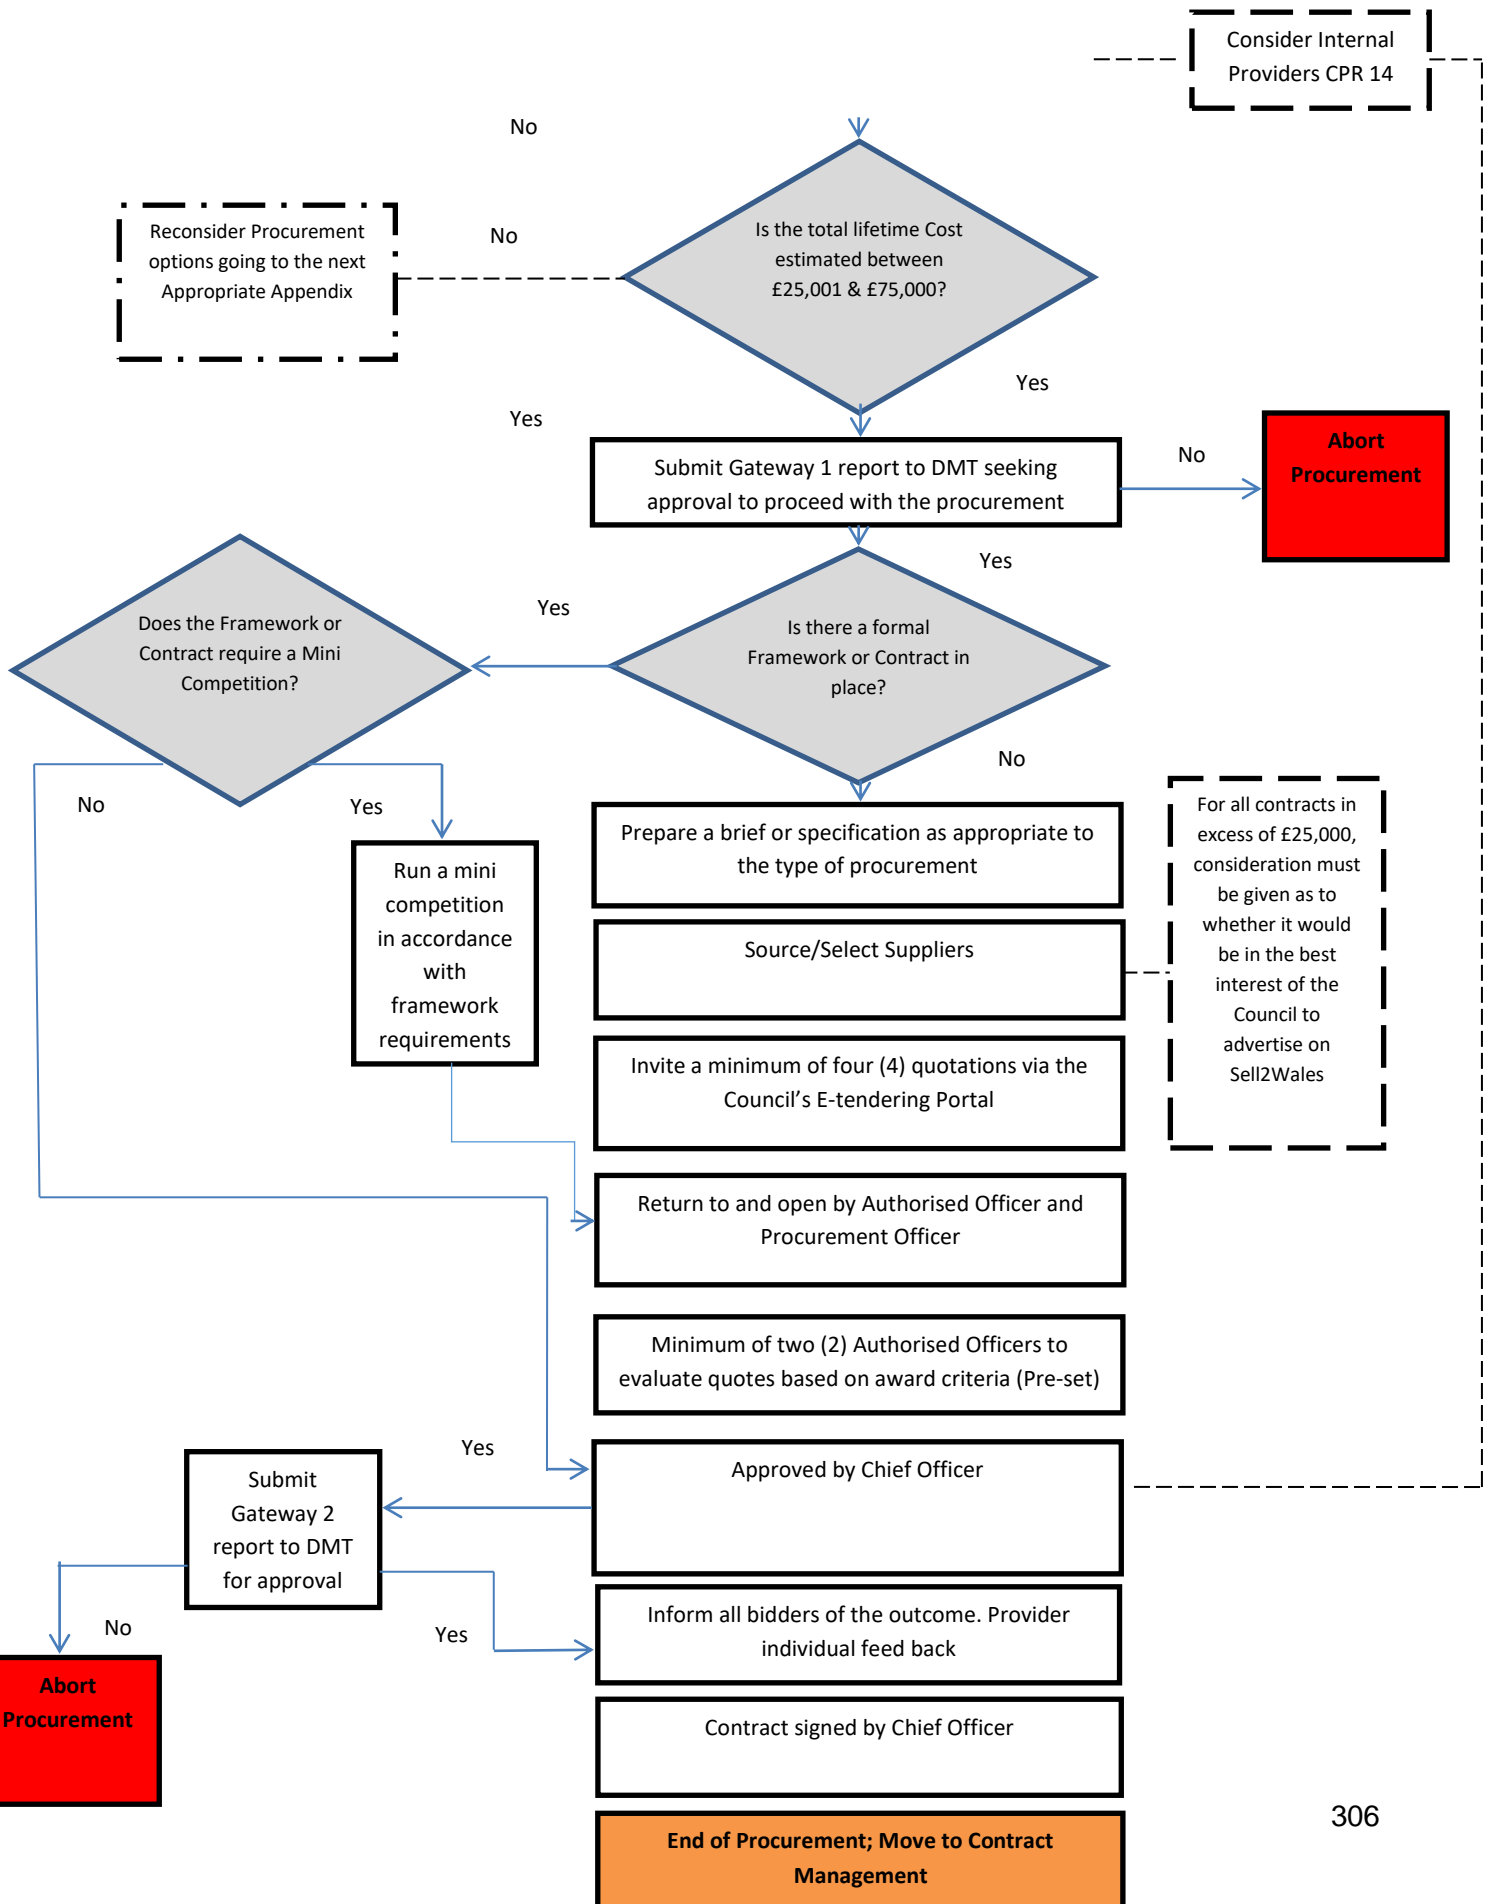 Consider Internal
Providers CPR 14
No
Is the total lifetime Cost
estimated between
£25,001 & £75,000?
Reconsider Procurement
options going to the next
Appropriate Appendix
No
Yes
Yes
Submit Gateway 1 report to DMT seeking
approval to proceed with the procurement
No
Abort
Procurement
Yes
Is there a formal
Framework or Contract in
place?
Yes
Does the Framework or
Contract require a Mini
Competition?
No
No
Yes
Run a mini
competition
in accordance
with
framework
requirements
Prepare a brief or specification as appropriate to
the type of procurement
Source/Select Suppliers
For all contracts in
excess of £25,000,
consideration must
be given as to
whether it would
be in the best
interest of the
Council to
advertise on
Sell2Wales
Invite a minimum of four (4) quotations via the
Council’s E-tendering Portal
Return to and open by Authorised Officer and
Procurement Officer
Minimum of two (2) Authorised Officers to
evaluate quotes based on award criteria (Pre-set)
Yes
Approved by Chief Officer
Submit
Gateway 2
report to DMT
for approval
No
Yes
Abort
Procurement
Inform all bidders of the outcome. Provider
individual feed back
Contract signed by Chief Officer
End of Procurement; Move to Contract
Management
306